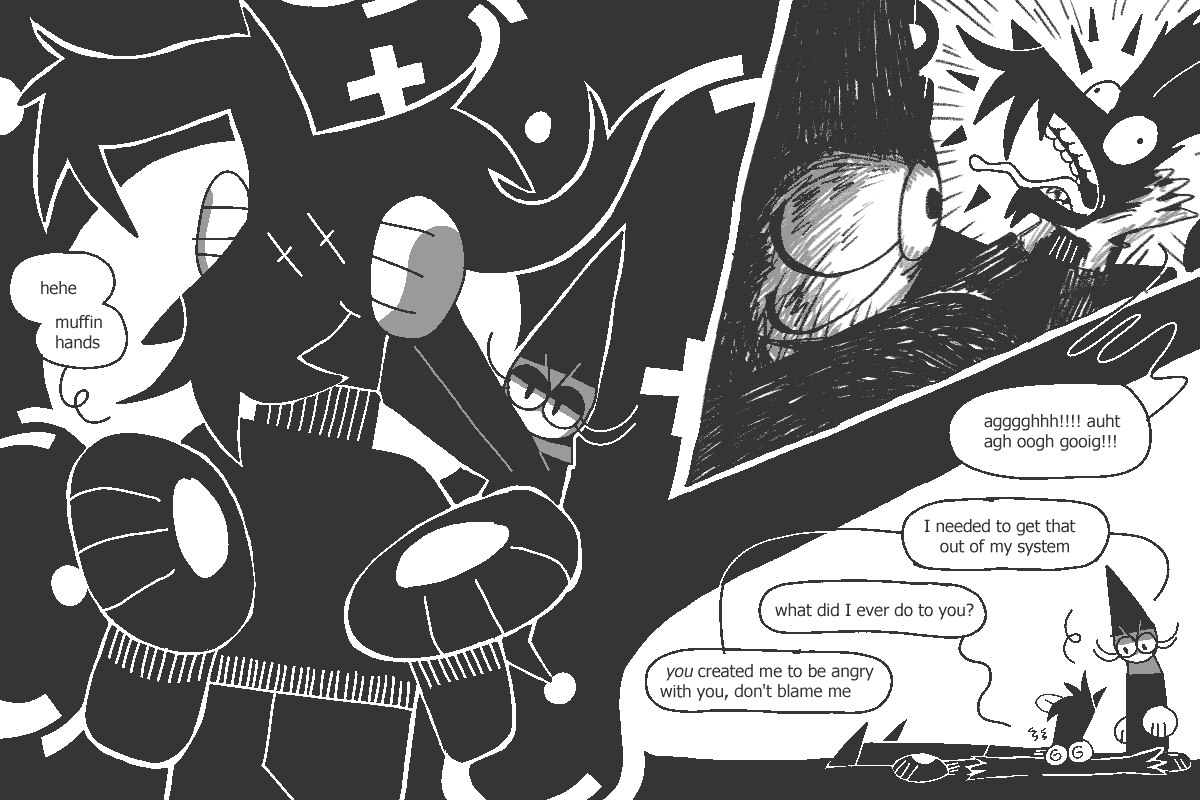 hehe
muffin
hands
agggghhh!!!! auht
agh oogh gooig!!!
I needed to get that
out of my system
what did I ever do to you?
you created me to be angry
with you, don't blame me